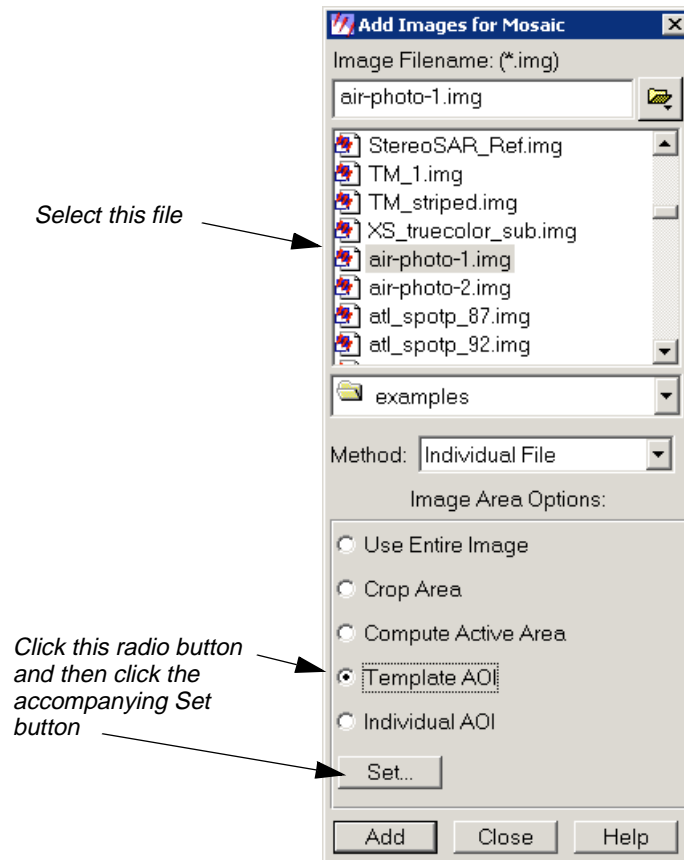 Add Images for Mosaic
Image Filename: (*.img)
air-photo-1.img
StereoSAR_Ref.img
TM_1.img
TM_striped.img
XS_truecolor_sub.img
air-photo-1.img
air-photo-2.img
atl_spotp_87.img
atl_spotp_92.img
Select this file
examples
Method: Individual File
Image Area Options:
Use Entire Image
Crop Area
Compute Active Area
Template AOI
Individual AOI
Click this radio button
and then click the
accompanying Set
button
Set...
Add Close Help